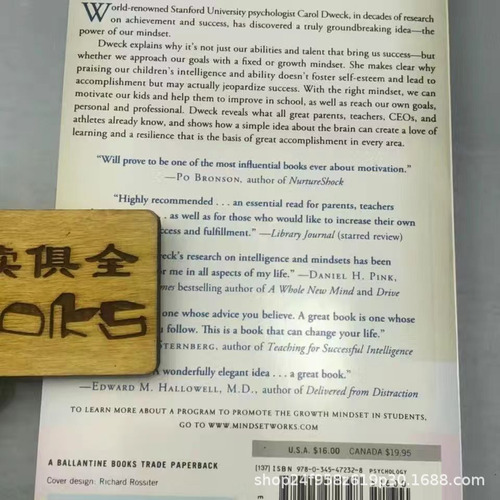 World-renowned Stanford University psychologist Carol Dweck, in decades of research
on achievement and success, has discovered a truly groundbreaking idea—the
power of our mindset.
Dweck explains why it's not just our abilities and talent that bring us success—but
whether we approach our goals with a fixed or growth mindset. She makes clear why
praising our children's intelligence and ability doesn't foster self-esteem and lead to
accomplishment but may actually jeopardize success. With the right mindset, we can
motivate our kids and help them to improve in school, as well as reach our own goals,
personal and professional. Dweck reveals what all great parents, teachers, CEOs, and
athletes already know, and shows how a simple idea about the brain can create a love of
learning and a resilience that is the basis of great accomplishment in every area.
"Will prove to be one of the most influential books ever about motivation."
—PO BRONSON, author of NurtureShock
"Highly recommended . . . an essential read for parents, teachers
. as well as for those who would like to increase their own
ccess and fulfillment." —Library Journal (starred review)
eck's research on intelligence and mindsets has been
or me in all aspects of my life." —DANIEL H. PINK,
mes bestselling author of A Whole New Mind and Drive
one whose advice you believe. A great book is one whose
u follow. This is a book that can change your life."
STERNBERG, author of Teaching for Successful Intelligence
A wonderfully elegant idea . . . a great book."
—EDWARD M. HALLOWELL, M.D., author of Delivered from Distraction
TO LEARN MORE ABOUT A PROGRAM TO PROMOTE THE GROWTH MINDSET IN STUDENTS,
GO TO WWW.MINDSETWORKS.COM
俱全
OOKS
U.S.A. $16.00 CANADA $19.95
A BALLANTINE BOOKS TRADE PAPERBACK
Cover design: Richard Rossiter
[137] ISBN 978-0-345-47232-8 PSYCHOLOGY
shop24f9582619p30.1688.com